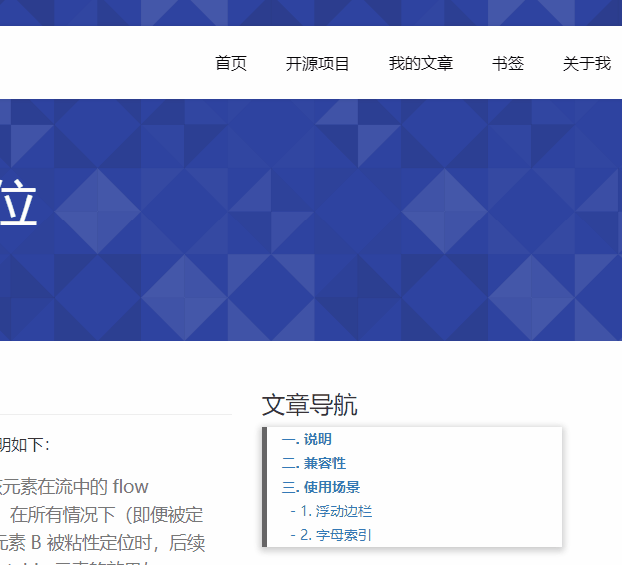 首页 开源项目 我的文章 书签 关于我
位
明如下：
元素在流中的 flow
在所有情况下（即便被定
元素 B 被粘性定位时，后续
文章导航
一. 说明
二. 兼容性
三. 使用场景
- 1. 浮动边栏
- 2. 字母索引